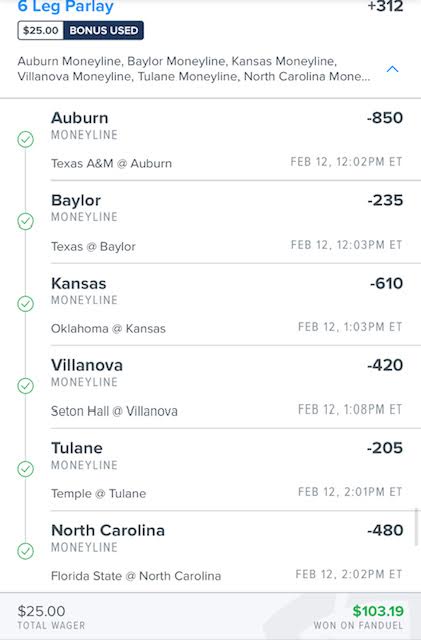 6 Leg Parlay +312
$25.00 BONUS USED
Auburn Moneyline, Baylor Moneyline, Kansas Moneyline,
Villanova Moneyline, Tulane Moneyline, North Carolina Mone...
Auburn -850
MONEYLINE
Texas A&M @ Auburn FEB 12, 12:02PM ET
Baylor -235
MONEYLINE
Texas @ Baylor FEB 12, 12:03PM ET
Kansas -610
MONEYLINE
Oklahoma @ Kansas FEB 12, 1:03PM ET
Villanova -420
MONEYLINE
Seton Hall @ Villanova FEB 12, 1:08PM ET
Tulane -205
MONEYLINE
Temple @ Tulane FEB 12, 2:01PM ET
North Carolina -480
MONEYLINE
Florida State @ North Carolina FEB 12, 2:02PM ET
$25.00 $103.19
TOTAL WAGER WON ON FANDUEL